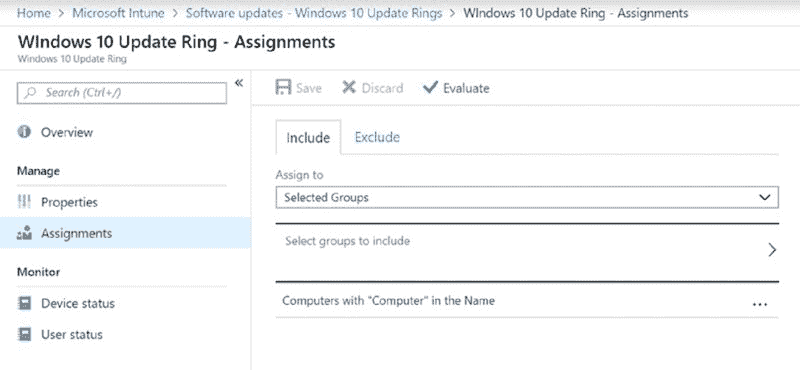 Home > Microsoft Intune > Software updates - Windows 10 Update Rings > WIndows 10 Update Ring - Assignments
WIndows 10 Update Ring - Assignments
Windows 10 Update Ring
Search (Ctrl+/)
«
Overview
Manage
Properties
Assignments
Monitor
Device status
User status
Save Discard Evaluate
Include Exclude
Assign to
Selected Groups
Select groups to include
Computers with "Computer" in the Name
...